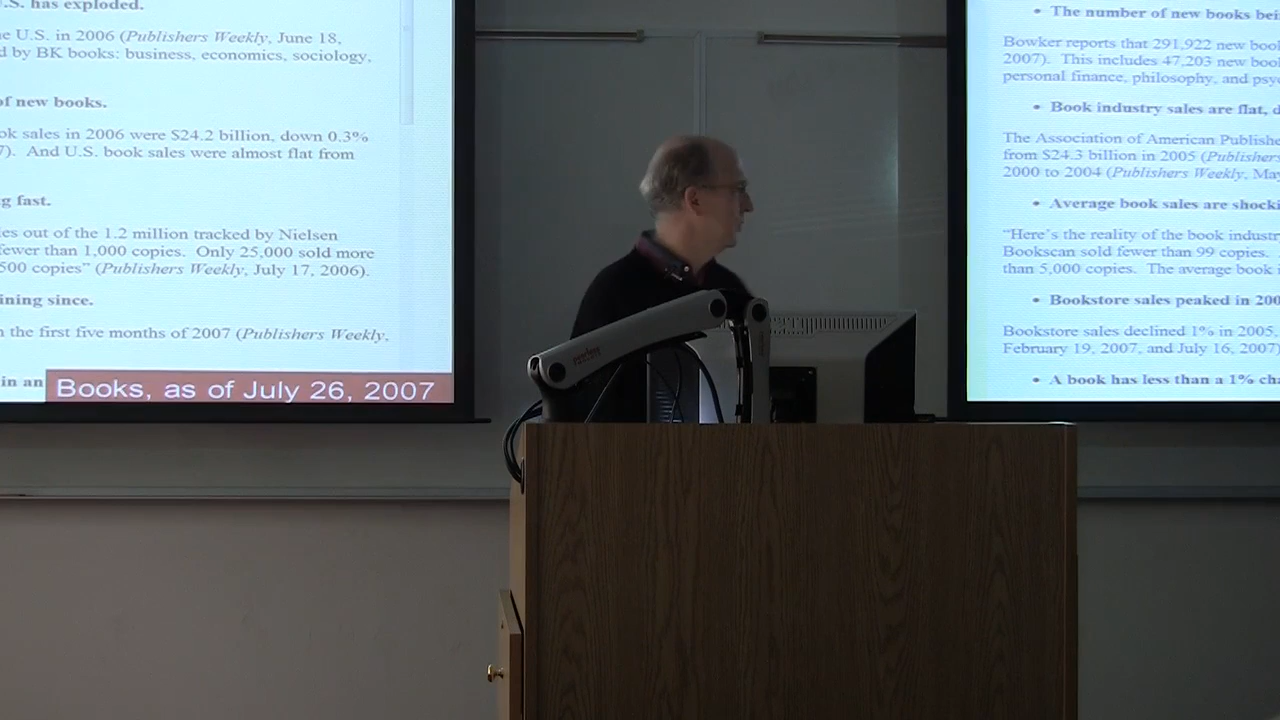 .S. has exploded.
e U.S. in 2006 (Publishers Weekly, June 18,
d by BK books: business, economics, sociology,
of new books.
ok sales in 2006 were $24.2 billion, down 0.3%
7). And U.S. book sales were almost flat from
g fast.
es out of the 1.2 million tracked by Nielsen
fewer than 1,000 copies. Only 25,000 sold more
500 copies” (Publishers Weekly, July 17, 2006).
ining since.
n the first five months of 2007 (Publishers Weekly,
in an
Books, as of July 26, 2007
• The number of new books bei
Bowker reports that 291,922 new book
2007). This includes 47,203 new book
personal finance, philosophy, and psyc
• Book industry sales are flat, d
The Association of American Publishe
from $24.3 billion in 2005 (Publishers
2000 to 2004 (Publishers Weekly, May
• Average book sales are shocki
“Here’s the reality of the book industr
Bookscan sold fewer than 99 copies.
than 5,000 copies. The average book i
• Bookstore sales peaked in 200
Bookstore sales declined 1% in 2005,
February 19, 2007, and July 16, 2007)
• A book has less than a 1% cha